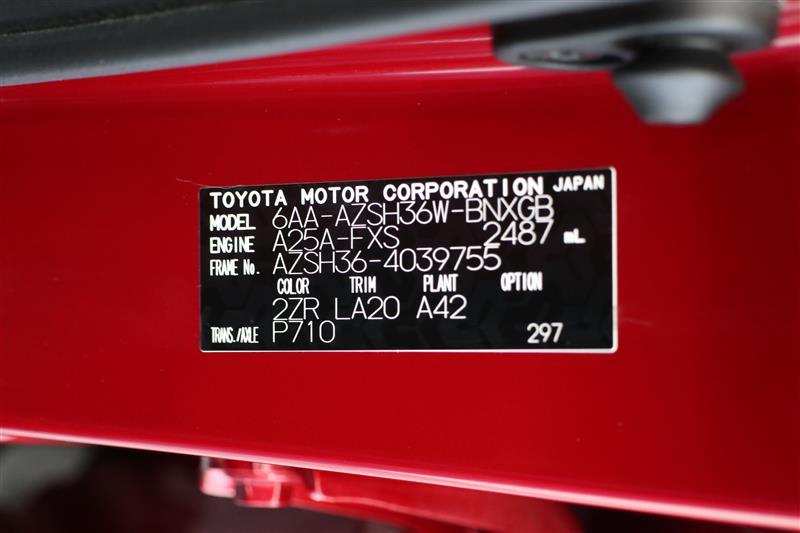 TOYOTA MOTOR CORPORATION JAPAN
MODEL 6AA-AZSH36W-BNXGB
ENGINE A25A-FXS 2487 mL
FRAME No. AZSH36-4039755
COLOR TRIM PLANT OPTION
2ZR LA20 A42
TRANS./AXLE P710 297